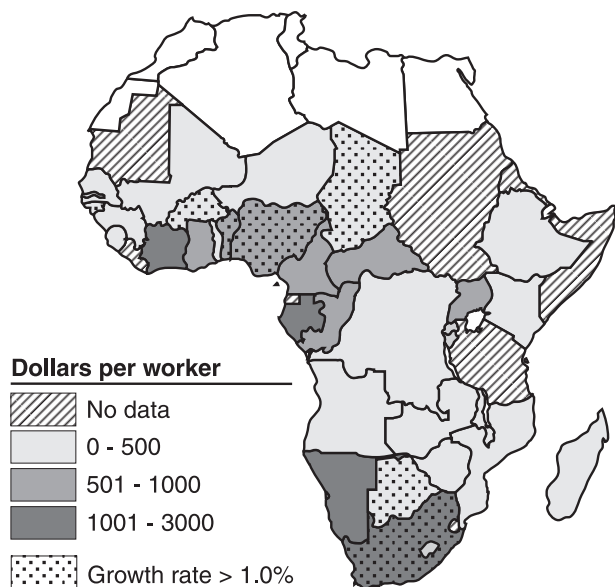 Dollars per worker
No data
0 - 500
501 - 1000
1001 - 3000
Growth rate > 1.0%